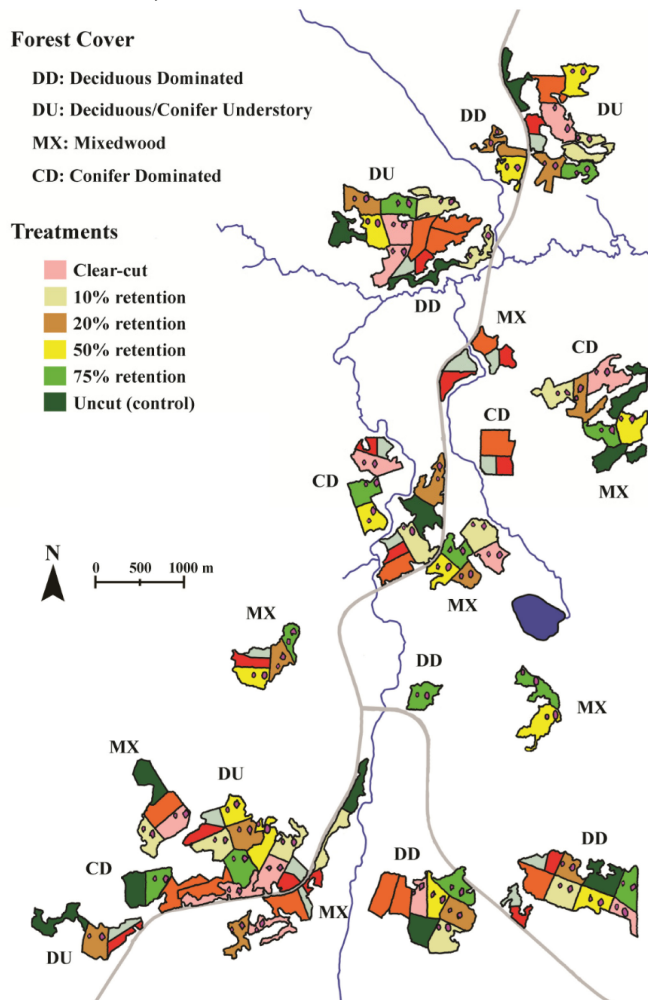 Forest Cover
DD: Deciduous Dominated
DU: Deciduous/Conifer Understory
MX: Mixedwood
CD: Conifer Dominated
Treatments
Clear-cut
10% retention
20% retention
50% retention
75% retention
Uncut (control)
DU
DD
DU
DD
MX
CD
CD
MX
CD
N
0 500 1000 m
MX
MX
DD
MX
MX
DU
DD
DD
CD
MX
DU